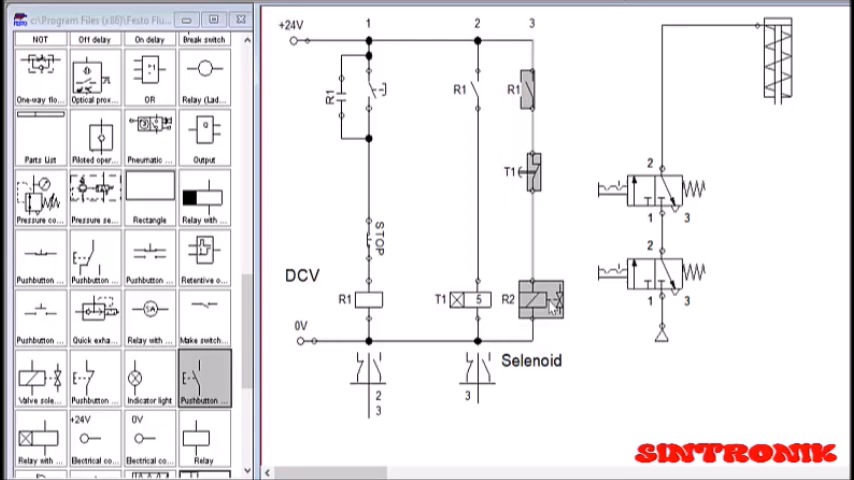 c:\Program Files (x86)\Festo Flu...
NOT
Off delay
On delay
Break switch
One-way flo...
Optical prox...
OR
Relay (Lad...
Parts List
Piloted oper...
Pneumatic ...
Output
Pressure co...
Pressure se...
Rectangle
Relay with ...
Pushbutton ...
Pushbutton ...
Pushbutton ...
Retentive o...
Pushbutton ...
Quick exha...
Relay with ...
Make switch...
Valve sole...
Pushbutton ...
Indicator light
Pushbutton ...
+24V
0V
Relay with ...
Electrical co...
Electrical co...
Relay
+24V
1
2
3
R1
R1
R1
T1
STOP
DCV
R1
T1
5
R2
0V
Selenoid
2
3
3
2
1
3
2
1
3
SINTRONIK